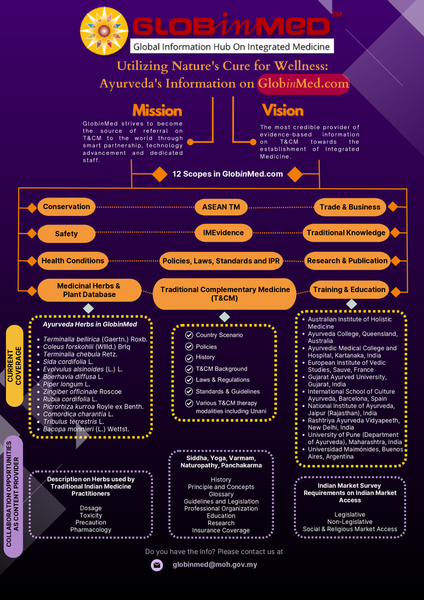 GLOBinMED™
Global Information Hub On Integrated Medicine
Utilizing Nature's Cure for Wellness:
Ayurveda's Information on GlobinMed.com
Mission
GlobinMed strives to become
the source of referral on
T&CM to the world through
smart partnership, technology
advancement and dedicated
staff.
Vision
The most credible provider of
evidence-based information
on T&CM towards the
establishment of Integrated
Medicine.
12 Scopes in GlobinMed.com
Conservation
ASEAN TM
Trade & Business
Safety
IMEvidence
Traditional Knowledge
Health Conditions
Policies, Laws, Standards and IPR
Research & Publication
Medicinal Herbs &
Plant Database
Traditional Complementary Medicine
(T&CM)
Training & Education
CURRENT
COVERAGE
Ayurveda Herbs in GlobinMed
Terminalia bellirica (Gaertn.) Roxb.
Coleus forskohlii (Willd.) Briq
Terminalia chebula Retz.
Sida cordifolia L.
Evolvulus alsinoides (L.) L.
Boerhavia diffusa L.
Piper longum L.
Zingiber officinale Roscoe
Rubia cordifolia L.
Picrorhiza kurroa Royle ex Benth.
Comordica charantia L.
Tribulus terrestris L.
Bacopa monnieri (L.) Wettst.
Country Scenario
Policies
History
T&CM Background
Laws & Regulations
Standards & Guidelines
Various T&CM therapy
modalities including Unani
Australian Institute of Holistic
Medicine
Ayurveda College, Queensland,
Australia
Ayurvedic Medical College and
Hospital, Kartanaka, India
European Institute of Vedic
Studies, Sauve, France
Gujarat Ayurved University,
Gujarat, India
International School of Culture
Ayurveda, Barcelona, Spain
National Institute of Ayurveda,
Jaipur (Rajasthan), India
Rashtriya Ayurveda Vidyapeeth,
New Delhi, India
University of Pune (Department
of Ayurveda), Maharashtra, India
Universidad Maimónides, Buenos
Aires, Argentina
COLLABORATION OPPORTUNITIES
AS CONTENT PROVIDER
Description on Herbs used by
Traditional Indian Medicine
Practitioners
Dosage
Toxicity
Precaution
Pharmacology
Siddha, Yoga, Varmam,
Naturopathy, Panchakarma
History
Principle and Concepts
Glossary
Guidelines and Legislation
Professional Organization
Education
Research
Insurance Coverage
Indian Market Survey
Requirements on Indian Market
Access
Legislative
Non-Legislative
Social & Religious Market Access
Do you have the info? Please contact us at
globinmed@moh.gov.my